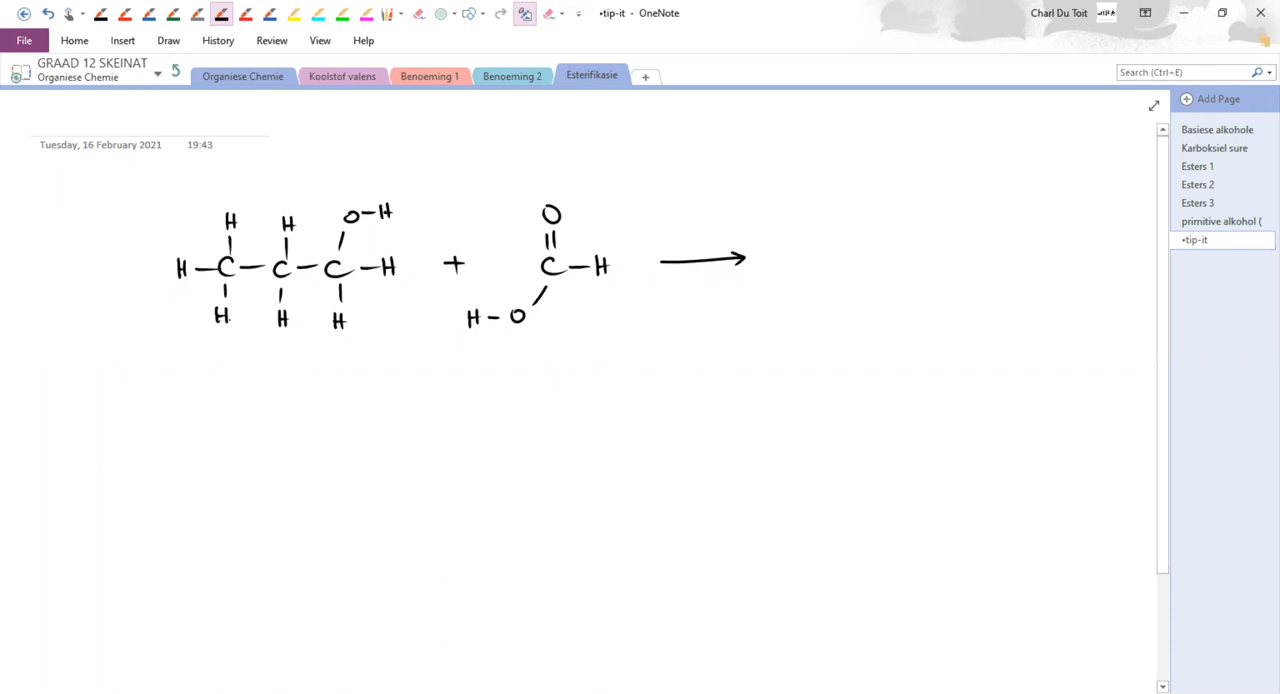 •tip-it - OneNote
Charl Du Toit
File Home Insert Draw History Review View Help
GRAAD 12 SKEINAT
Organiese Chemie
Organiese Chemie Koolstof valens Benoeming 1 Benoeming 2 Esterifikasie +
Search (Ctrl+E)
Add Page
Basiese alkohole
Karboksiel sure
Esters 1
Esters 2
Esters 3
primitive alkohol (
•tip-it
Tuesday, 16 February 2021 19:43
H H O-H O
H-C-C-C-H + C-H →
H H H H-O